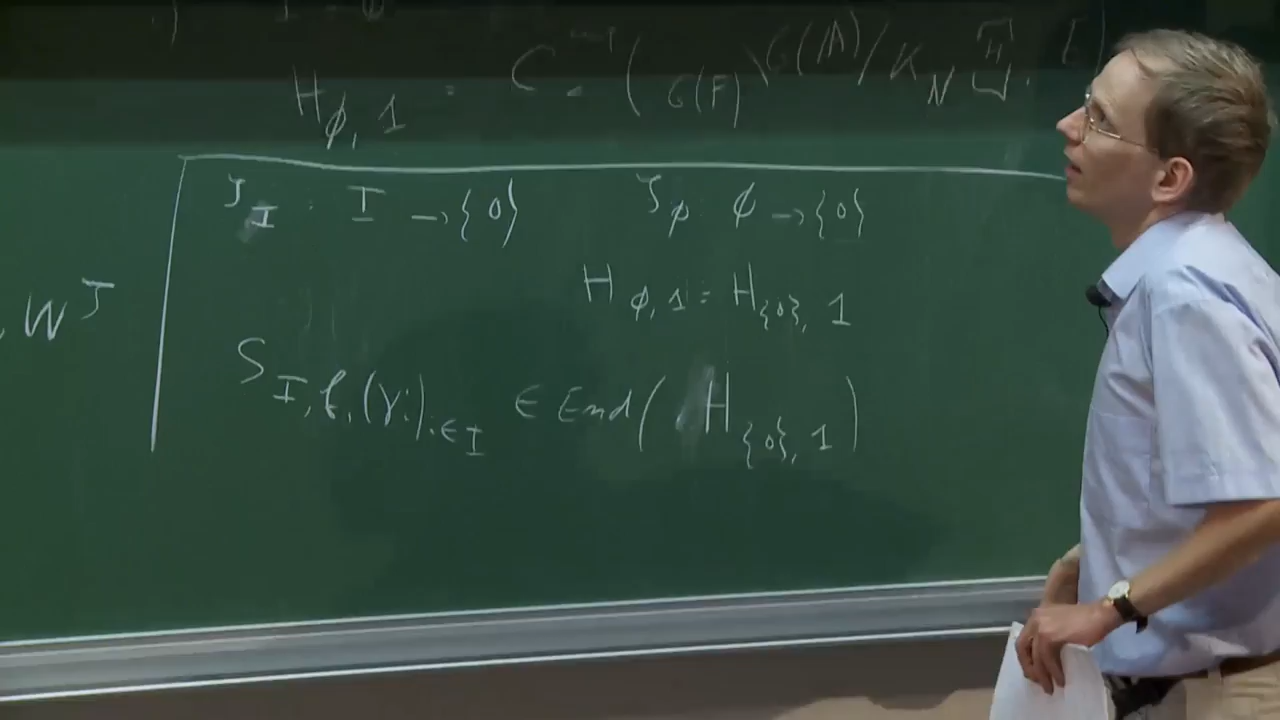 H_{∅,1} = C_c^{cusp}(G(F)\G(A)/K_N Ξ, E)
ζ_I : I → {0} ζ_∅ : ∅ → {0}
H_{∅,1} = H_{{0},1}
, W^ζ
S_{I,f,(γ_i)_{i∈I}} ∈ End(H_{{0},1})